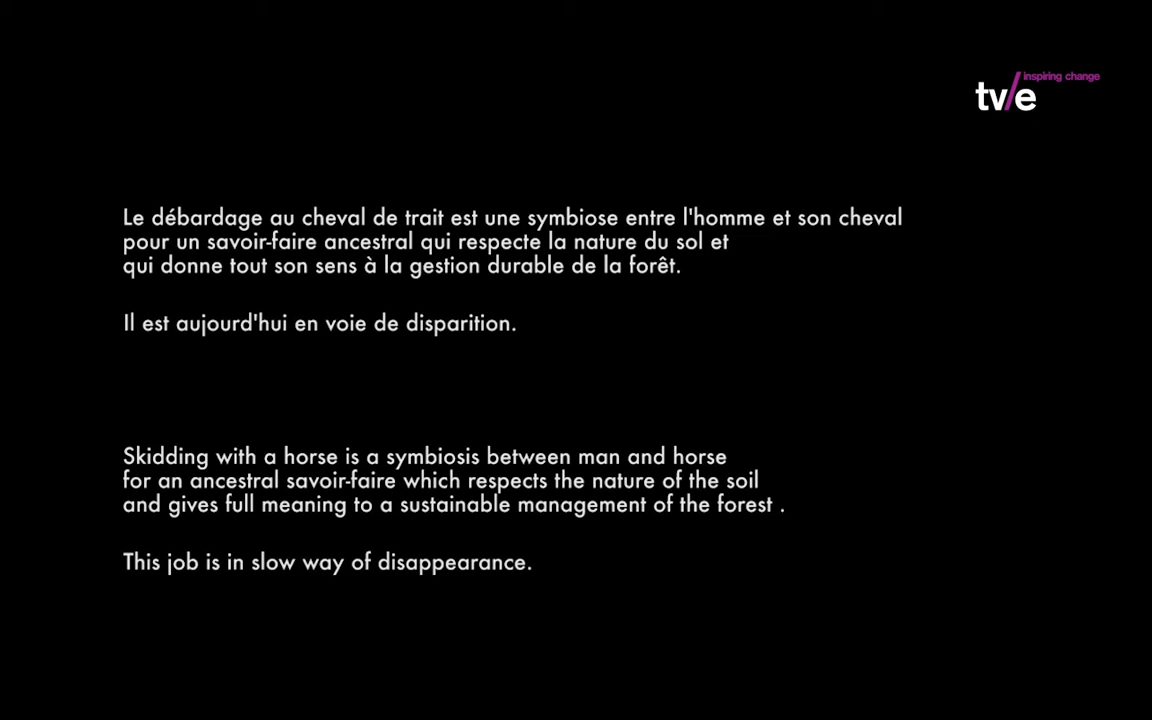 inspiring change
tv/e
Le débardage au cheval de trait est une symbiose entre l'homme et son cheval
pour un savoir-faire ancestral qui respecte la nature du sol et
qui donne tout son sens à la gestion durable de la forêt.
Il est aujourd'hui en voie de disparition.
Skidding with a horse is a symbiosis between man and horse
for an ancestral savoir-faire which respects the nature of the soil
and gives full meaning to a sustainable management of the forest .
This job is in slow way of disappearance.